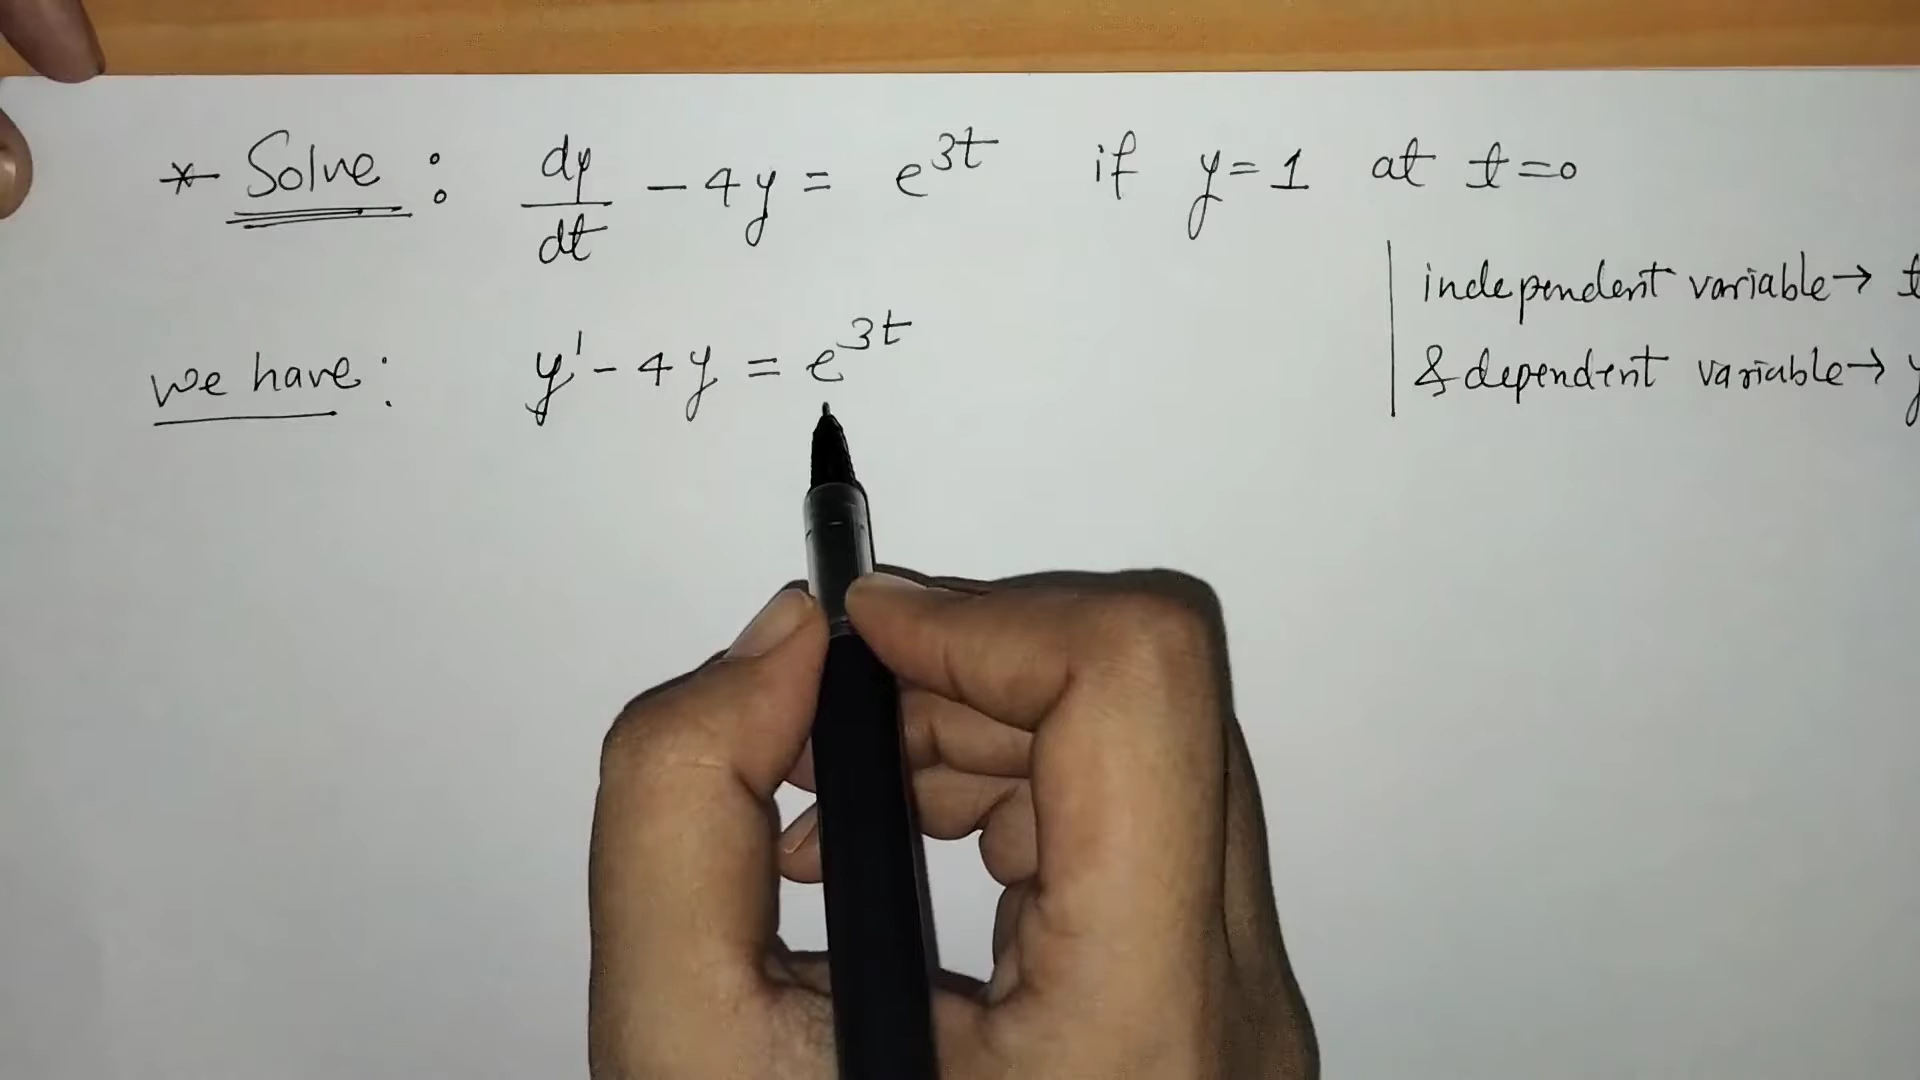 * Solve : dy/dt - 4y = e^3t if y = 1 at t = 0
independent variable → t
we have : y' - 4y = e^3t
& dependent variable → y